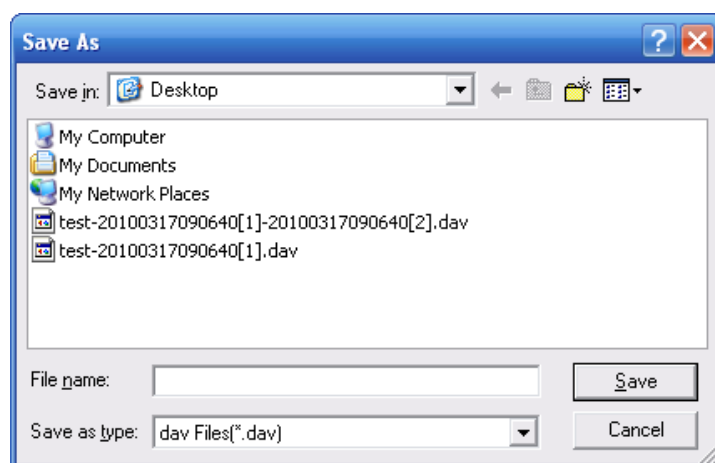 Save As
Save in: Desktop
My Computer
My Documents
My Network Places
test-20100317090640[1]-20100317090640[2].dav
test-20100317090640[1].dav
File name: Save
Save as type: dav Files(*.dav) Cancel